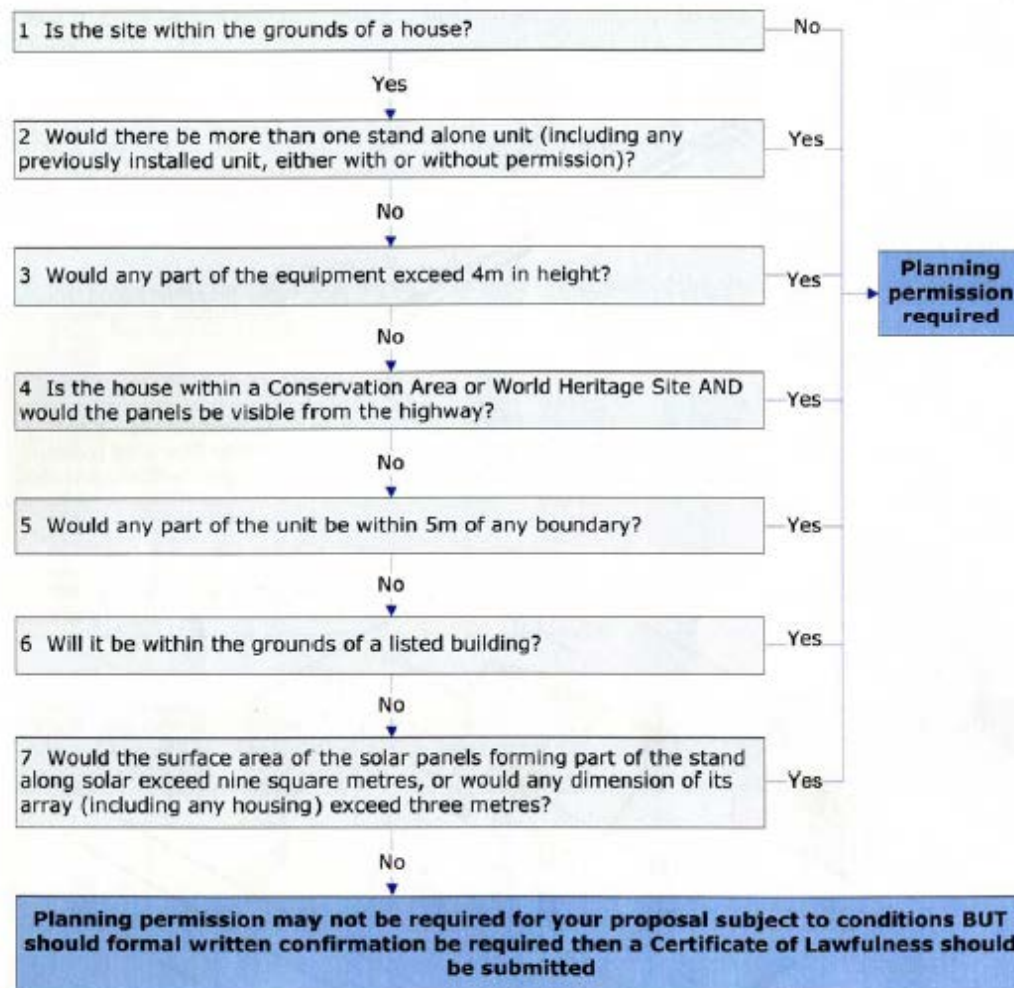 1 Is the site within the grounds of a house?
No
Yes
2 Would there be more than one stand alone unit (including any
previously installed unit, either with or without permission)?
Yes
No
3 Would any part of the equipment exceed 4m in height?
Yes
Planning
permission
required
No
4 Is the house within a Conservation Area or World Heritage Site AND
would the panels be visible from the highway?
Yes
No
5 Would any part of the unit be within 5m of any boundary?
Yes
No
6 Will it be within the grounds of a listed building?
Yes
No
7 Would the surface area of the solar panels forming part of the stand
along solar exceed nine square metres, or would any dimension of its
array (including any housing) exceed three metres?
Yes
No
Planning permission may not be required for your proposal subject to conditions BUT
should formal written confirmation be required then a Certificate of Lawfulness should
be submitted